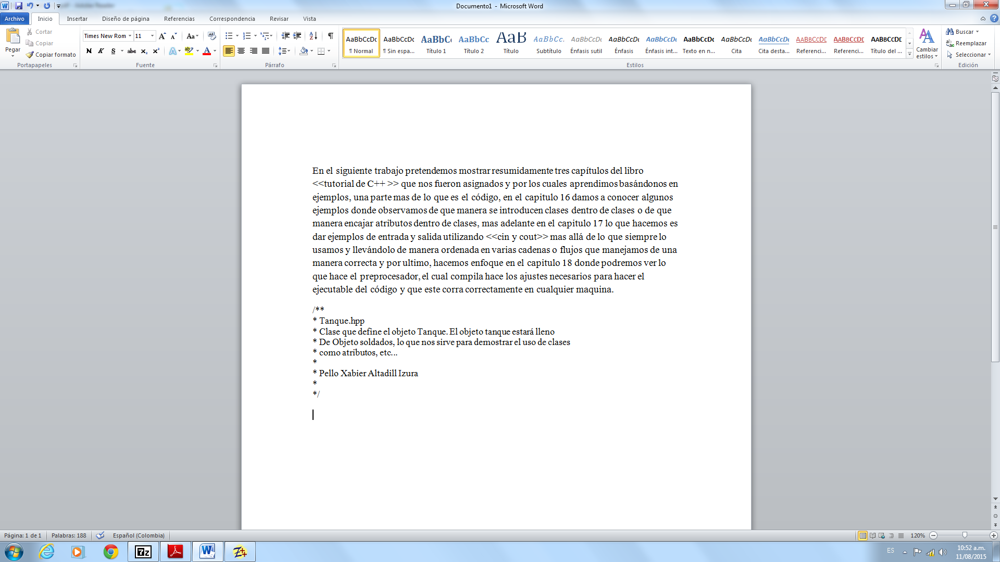 Documento1 - Microsoft Word
Archivo Inicio Insertar Diseño de página Referencias Correspondencia Revisar Vista
Pegar
Cortar
Copiar
Copiar formato
Portapapeles
Times New Rom 11
Fuente
Párrafo
AaBbCcDc AaBbCcDc AaBbC AaBbCc AaB AaBbCc. AaBbCcDc AaBbCcDc AaBbCcDc AaBbCcDc AaBbCcDc AaBbCcDc AABBCCDE AABBCCDE AABBCCDE
¶ Normal ¶ Sin espa... Título 1 Título 2 Título Subtítulo Énfasis sutil Énfasis Énfasis int... Texto en n... Cita Cita desta... Referenci... Referenci... Título del ...
Estilos
Cambiar estilos
Buscar
Reemplazar
Seleccionar
Edición
En el siguiente trabajo pretendemos mostrar resumidamente tres capítulos del libro
<<tutorial de C++ >> que nos fueron asignados y por los cuales aprendimos basándonos en
ejemplos, una parte mas de lo que es el código, en el capitulo 16 damos a conocer algunos
ejemplos donde observamos de que manera se introducen clases dentro de clases o de que
manera encajar atributos dentro de clases, mas adelante en el capitulo 17 lo que hacemos es
dar ejemplos de entrada y salida utilizando <<cin y cout>> mas allá de lo que siempre lo
usamos y llevándolo de manera ordenada en varias cadenas o flujos que manejamos de una
manera correcta y por ultimo, hacemos enfoque en el capitulo 18 donde podremos ver lo
que hace el preprocesador, el cual compila hace los ajustes necesarios para hacer el
ejecutable del código y que este corra correctamente en cualquier maquina.
/**
* Tanque.hpp
* Clase que define el objeto Tanque. El objeto tanque estará lleno
* De Objeto soldados, lo que nos sirve para demostrar el uso de clases
* como atributos, etc...
*
* Pello Xabier Altadill Izura
*
*/
Página: 1 de 1 Palabras: 188 Español (Colombia) 120%
ES 10:52 a.m.
11/08/2015